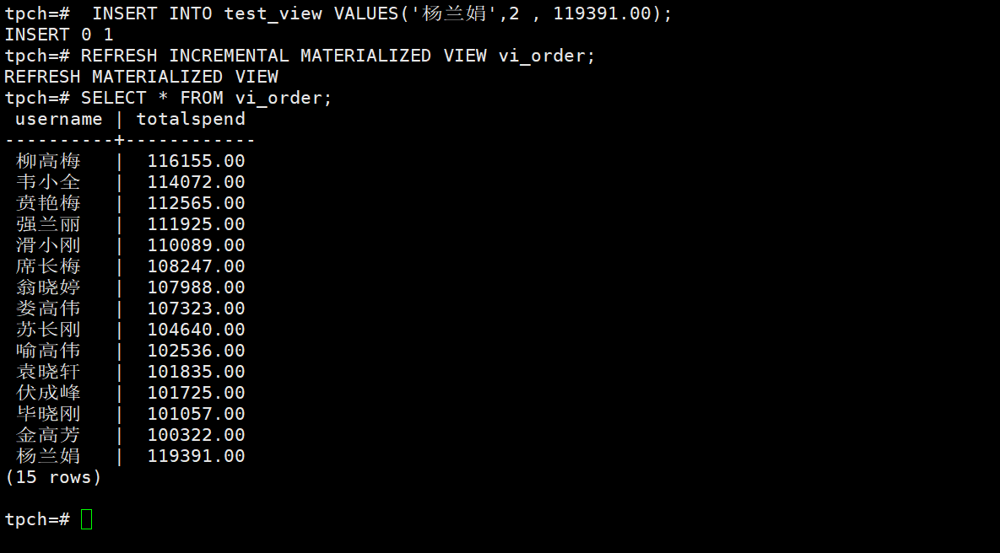 tpch=#  INSERT INTO test_view VALUES('杨兰娟',2 , 119391.00);
INSERT 0 1
tpch=# REFRESH INCREMENTAL MATERIALIZED VIEW vi_order;
REFRESH MATERIALIZED VIEW
tpch=# SELECT * FROM vi_order;
 username | totalspend
----------+------------
 柳高梅   |  116155.00
 韦小全   |  114072.00
 贲艳梅   |  112565.00
 强兰丽   |  111925.00
 滑小刚   |  110089.00
 席长梅   |  108247.00
 翁晓婷   |  107988.00
 娄高伟   |  107323.00
 苏长刚   |  104640.00
 喻高伟   |  102536.00
 袁晓轩   |  101835.00
 伏成峰   |  101725.00
 毕晓刚   |  101057.00
 金高芳   |  100322.00
 杨兰娟   |  119391.00
(15 rows)
tpch=#